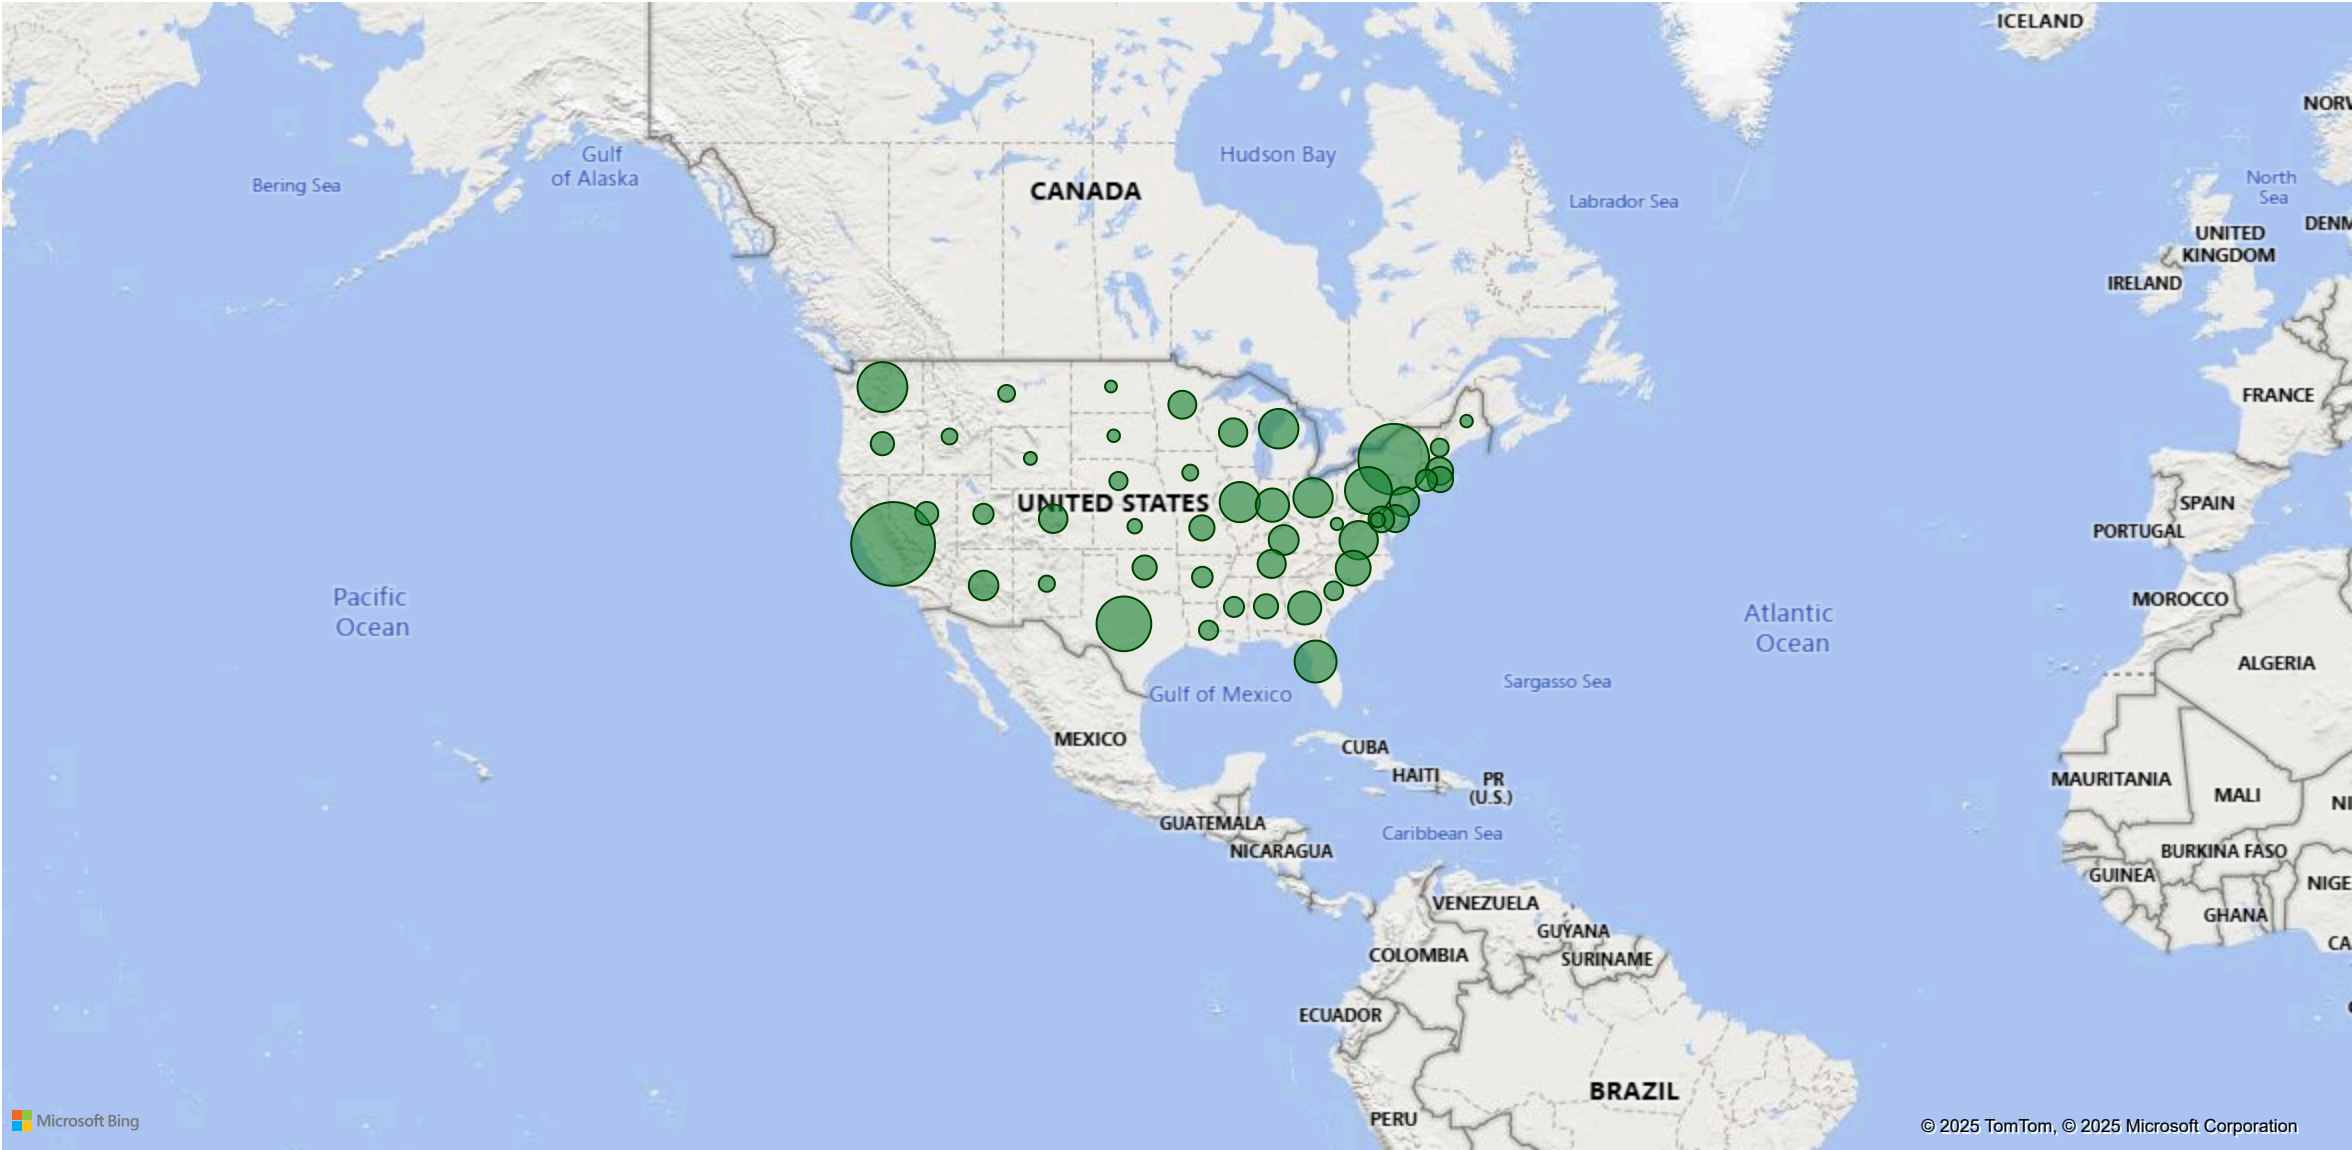 ICELAND
NORV
Gulf
of Alaska
Hudson Bay
Bering Sea
CANADA
Labrador Sea
North
Sea
DENM
UNITED
KINGDOM
IRELAND
FRANCE
UNITED STATES
SPAIN
PORTUGAL
Pacific
Ocean
MOROCCO
Atlantic
Ocean
ALGERIA
Sargasso Sea
Gulf of Mexico
MEXICO
CUBA
HAITI
PR
(U.S.)
MAURITANIA
MALI
NI
GUATEMALA
Caribbean Sea
NICARAGUA
BURKINA FASO
GUINEA
NIGE
VENEZUELA
GHANA
GUYANA
COLOMBIA
SURINAME
CA
ECUADOR
BRAZIL
PERU
Microsoft Bing
© 2025 TomTom, © 2025 Microsoft Corporation